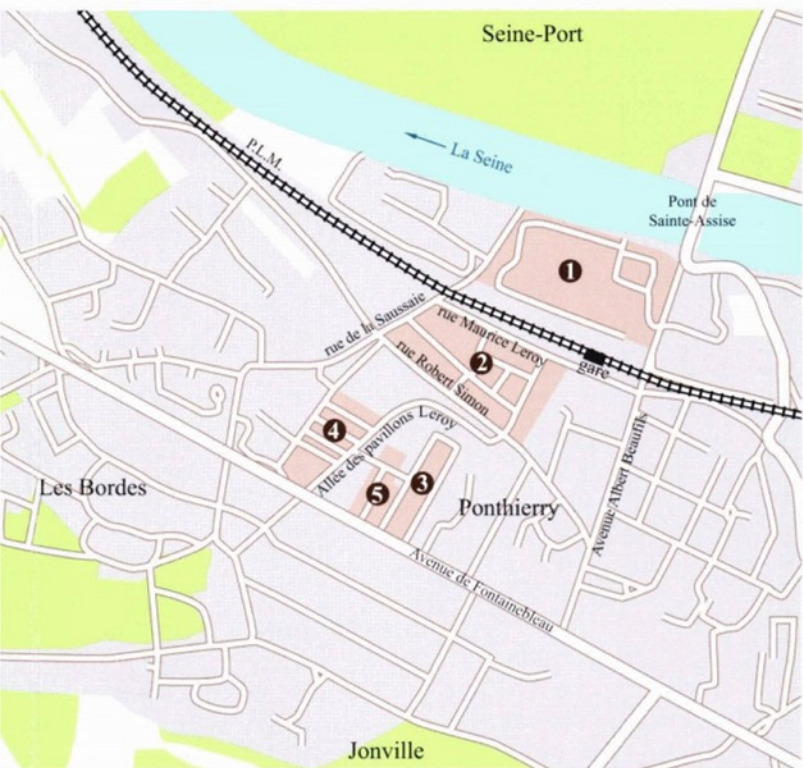 Seine-Port
P.L.M.
La Seine
Pont de
Sainte-Assise
1
rue de la Saussaie
rue Maurice Leroy
2
gare
rue Robert Simon
4
Allée des pavillons Leroy
Avenue Albert Beaufils
Les Bordes
5
3
Ponthierry
Avenue de Fontainebleau
Jonville